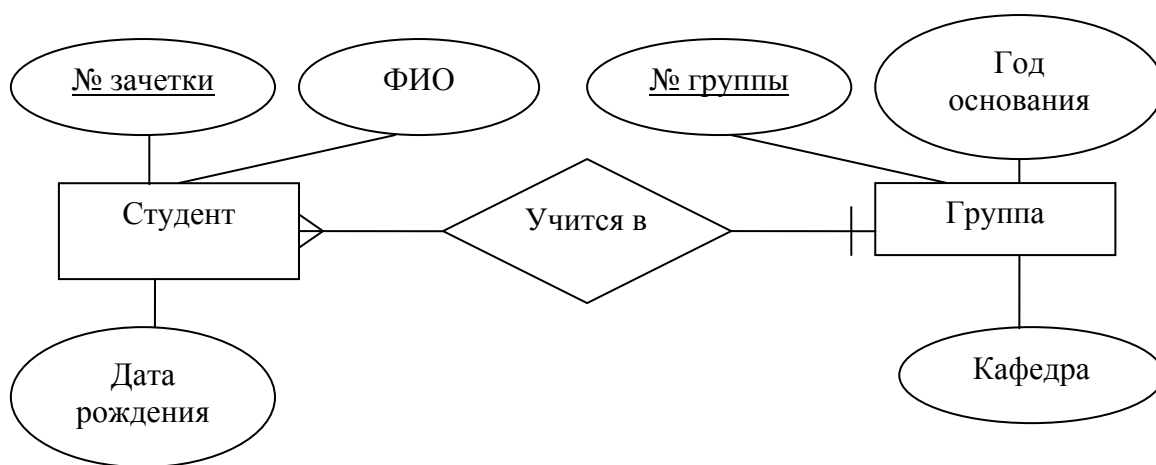 № зачетки
ФИО
№ группы
Год
основания
Студент
Учится в
Группа
Дата
рождения
Кафедра